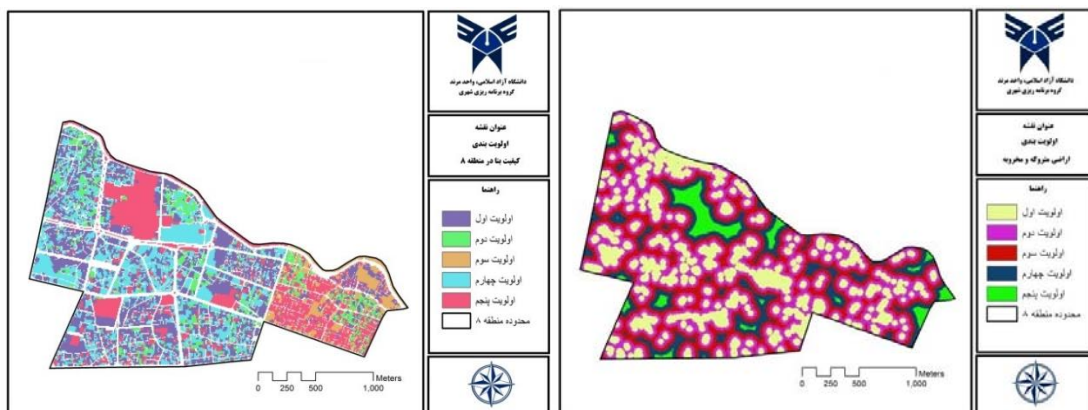 دانشگاه آزاد اسلامی، واحد مرند
گروه برنامه ریزی شهری
عنوان نقشه
اولویت بندی
کیفیت بنا در منطقه ۸
راهنما
اولویت اول
اولویت دوم
اولویت سوم
اولویت چهارم
اولویت پنجم
محدوده منطقه ۸
Meters
0 250 500 1,000
دانشگاه آزاد اسلامی، واحد مرند
گروه برنامه ریزی شهری
عنوان نقشه
اولویت بندی
اراضی متروکه و مخروبه
راهنما
اولویت اول
اولویت دوم
اولویت سوم
اولویت چهارم
اولویت پنجم
محدوده منطقه ۸
Meters
0 250 500 1,000